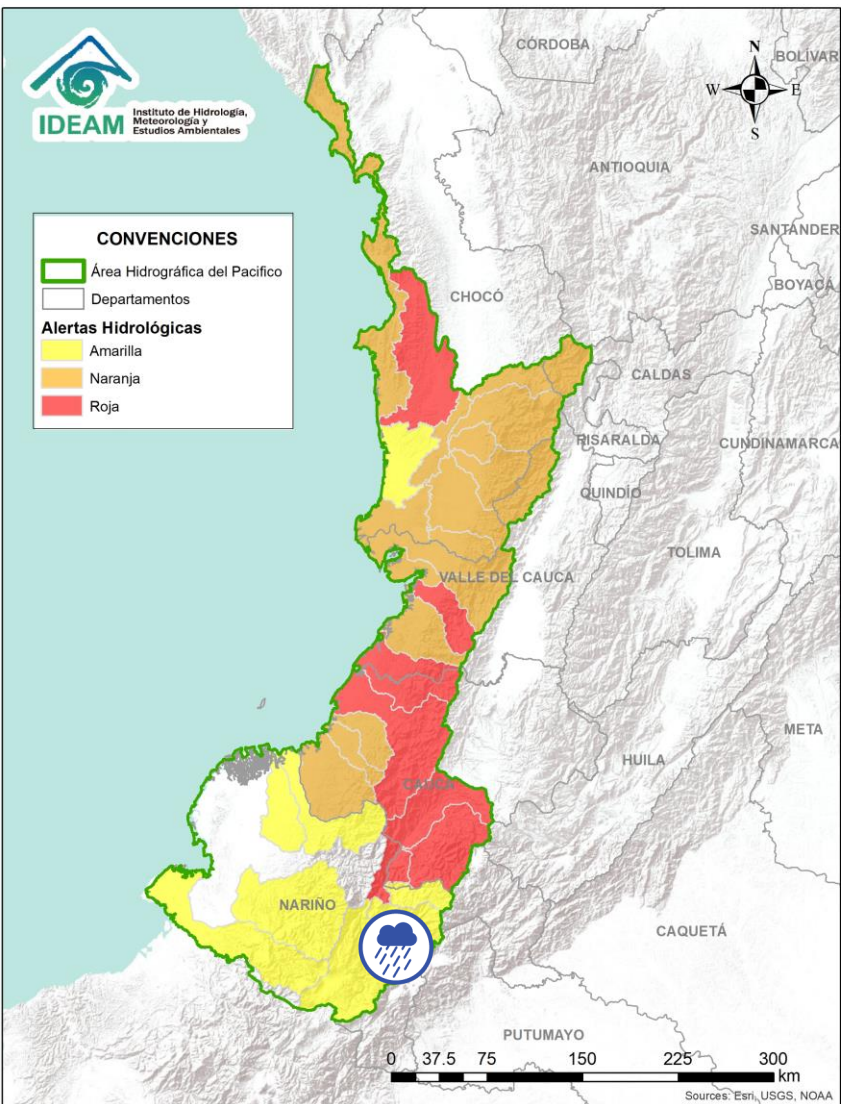 IDEAM
Instituto de Hidrología,
Meteorología y
Estudios Ambientales
CONVENCIONES
Área Hidrográfica del Pacifico
Departamentos
Alertas Hidrológicas
Amarilla
Naranja
Roja
N
W E
S
CÓRDOBA
BOLÍVAR
ANTIOQUIA
SANTANDER
BOYACÁ
CHOCÓ
CALDAS
RISARALDA
CUNDINAMARCA
QUINDÍO
TOLIMA
VALLE DEL CAUCA
META
HUILA
CAUCA
NARIÑO
CAQUETÁ
PUTUMAYO
0 37.5 75 150 225 300
km
Sources: Esri, USGS, NOAA